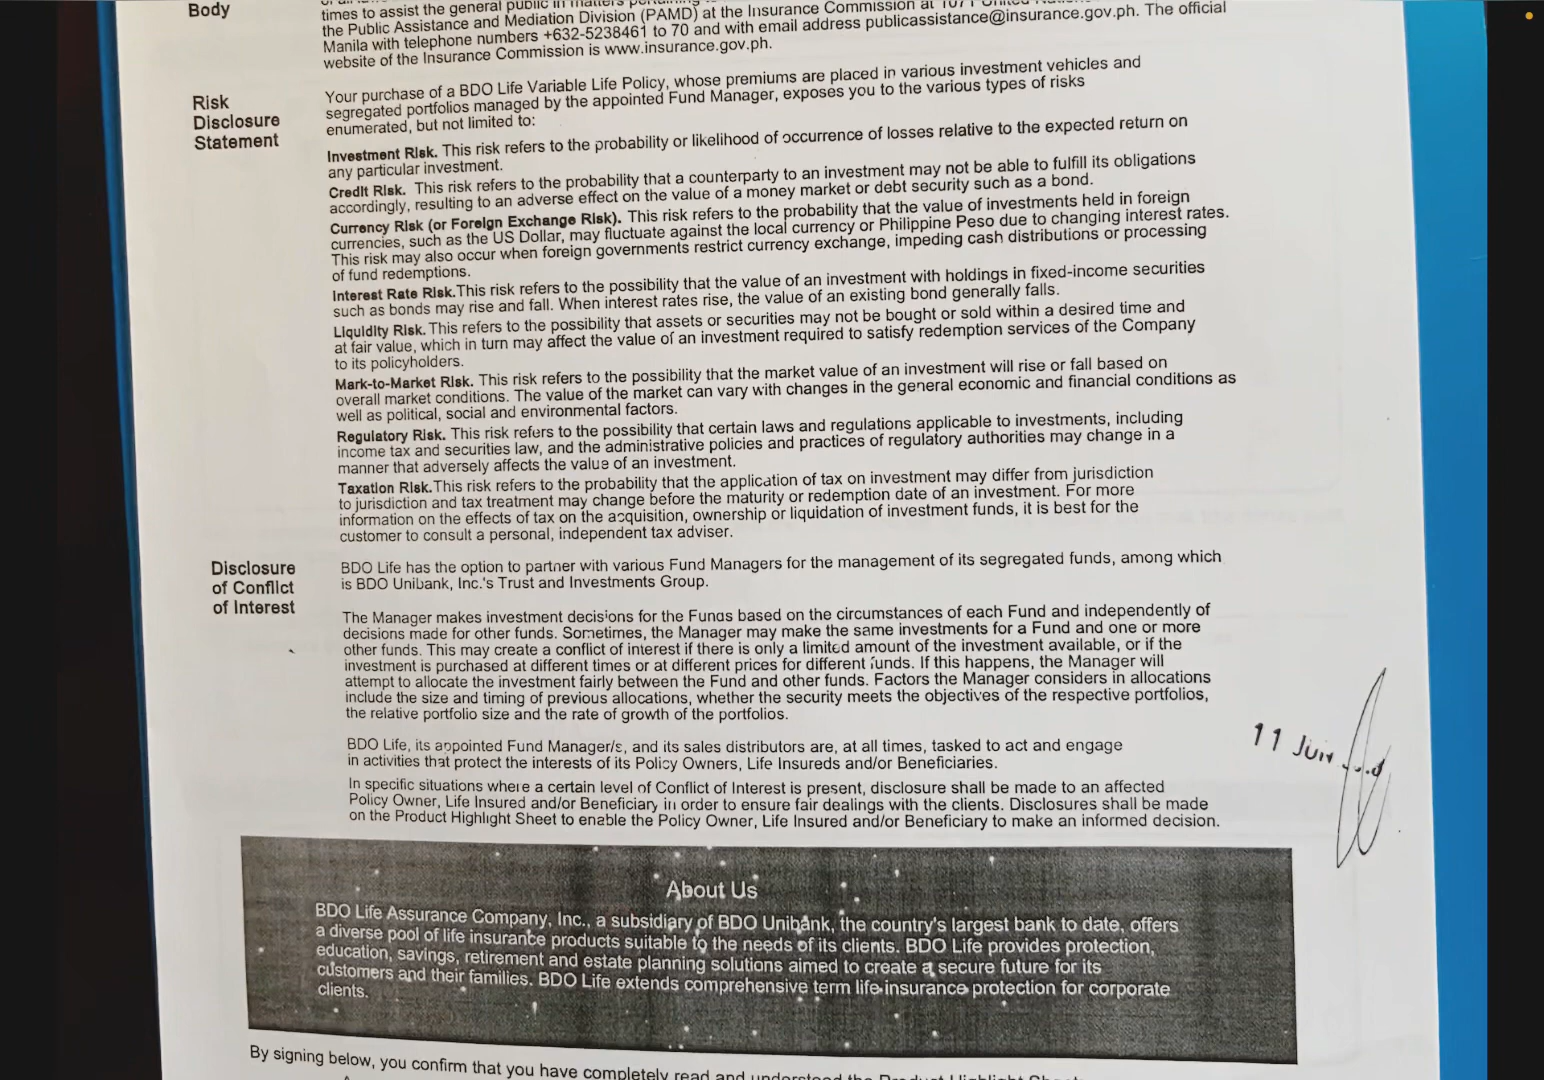 Body
times to assist the general public in matters
the Public Assistance and Mediation Division (PAMD) at the Insurance Commission at 1071 United
Manila with telephone numbers +632-5238461 to 70 and with email address publicassistance@insurance.gov.ph. The official
website of the Insurance Commission is www.insurance.gov.ph.
Risk
Disclosure
Statement
Your purchase of a BDO Life Variable Life Policy, whose premiums are placed in various investment vehicles and
segregated portfolios managed by the appointed Fund Manager, exposes you to the various types of risks
enumerated, but not limited to:
Investment Risk. This risk refers to the probability or likelihood of occurrence of losses relative to the expected return on
any particular investment.
Credit Risk. This risk refers to the probability that a counterparty to an investment may not be able to fulfill its obligations
accordingly, resulting to an adverse effect on the value of a money market or debt security such as a bond.
Currency Risk (or Foreign Exchange Risk). This risk refers to the probability that the value of investments held in foreign
currencies, such as the US Dollar, may fluctuate against the local currency or Philippine Peso due to changing interest rates.
This risk may also occur when foreign governments restrict currency exchange, impeding cash distributions or processing
of fund redemptions.
Interest Rate Risk.This risk refers to the possibility that the value of an investment with holdings in fixed-income securities
such as bonds may rise and fall. When interest rates rise, the value of an existing bond generally falls.
Liquidity Risk. This refers to the possibility that assets or securities may not be bought or sold within a desired time and
at fair value, which in turn may affect the value of an investment required to satisfy redemption services of the Company
to its policyholders.
Mark-to-Market Risk. This risk refers to the possibility that the market value of an investment will rise or fall based on
overall market conditions. The value of the market can vary with changes in the general economic and financial conditions as
well as political, social and environmental factors.
Regulatory Risk. This risk refers to the possibility that certain laws and regulations applicable to investments, including
income tax and securities law, and the administrative policies and practices of regulatory authorities may change in a
manner that adversely affects the value of an investment.
Taxation Risk.This risk refers to the probability that the application of tax on investment may differ from jurisdiction
to jurisdiction and tax treatment may change before the maturity or redemption date of an investment. For more
information on the effects of tax on the acquisition, ownership or liquidation of investment funds, it is best for the
customer to consult a personal, independent tax adviser.
Disclosure
of Conflict
of Interest
BDO Life has the option to partner with various Fund Managers for the management of its segregated funds, among which
is BDO Unibank, Inc.'s Trust and Investments Group.
The Manager makes investment decisions for the Funds based on the circumstances of each Fund and independently of
decisions made for other funds. Sometimes, the Manager may make the same investments for a Fund and one or more
other funds. This may create a conflict of interest if there is only a limited amount of the investment available, or if the
investment is purchased at different times or at different prices for different funds. If this happens, the Manager will
attempt to allocate the investment fairly between the Fund and other funds. Factors the Manager considers in allocations
include the size and timing of previous allocations, whether the security meets the objectives of the respective portfolios,
the relative portfolio size and the rate of growth of the portfolios.
BDO Life, its appointed Fund Manager/s, and its sales distributors are, at all times, tasked to act and engage
in activities that protect the interests of its Policy Owners, Life Insureds and/or Beneficiaries.
11 Jun
In specific situations where a certain level of Conflict of Interest is present, disclosure shall be made to an affected
Policy Owner, Life Insured and/or Beneficiary in order to ensure fair dealings with the clients. Disclosures shall be made
on the Product Highlight Sheet to enable the Policy Owner, Life Insured and/or Beneficiary to make an informed decision.
About Us
BDO Life Assurance Company, Inc., a subsidiary of BDO Unibank, the country's largest bank to date, offers
a diverse pool of life insurance products suitable to the needs of its clients. BDO Life provides protection,
education, savings, retirement and estate planning solutions aimed to create a secure future for its
customers and their families. BDO Life extends comprehensive term life insurance protection for corporate
clients.
By signing below, you confirm that you have completely read and understood the Product Highlight